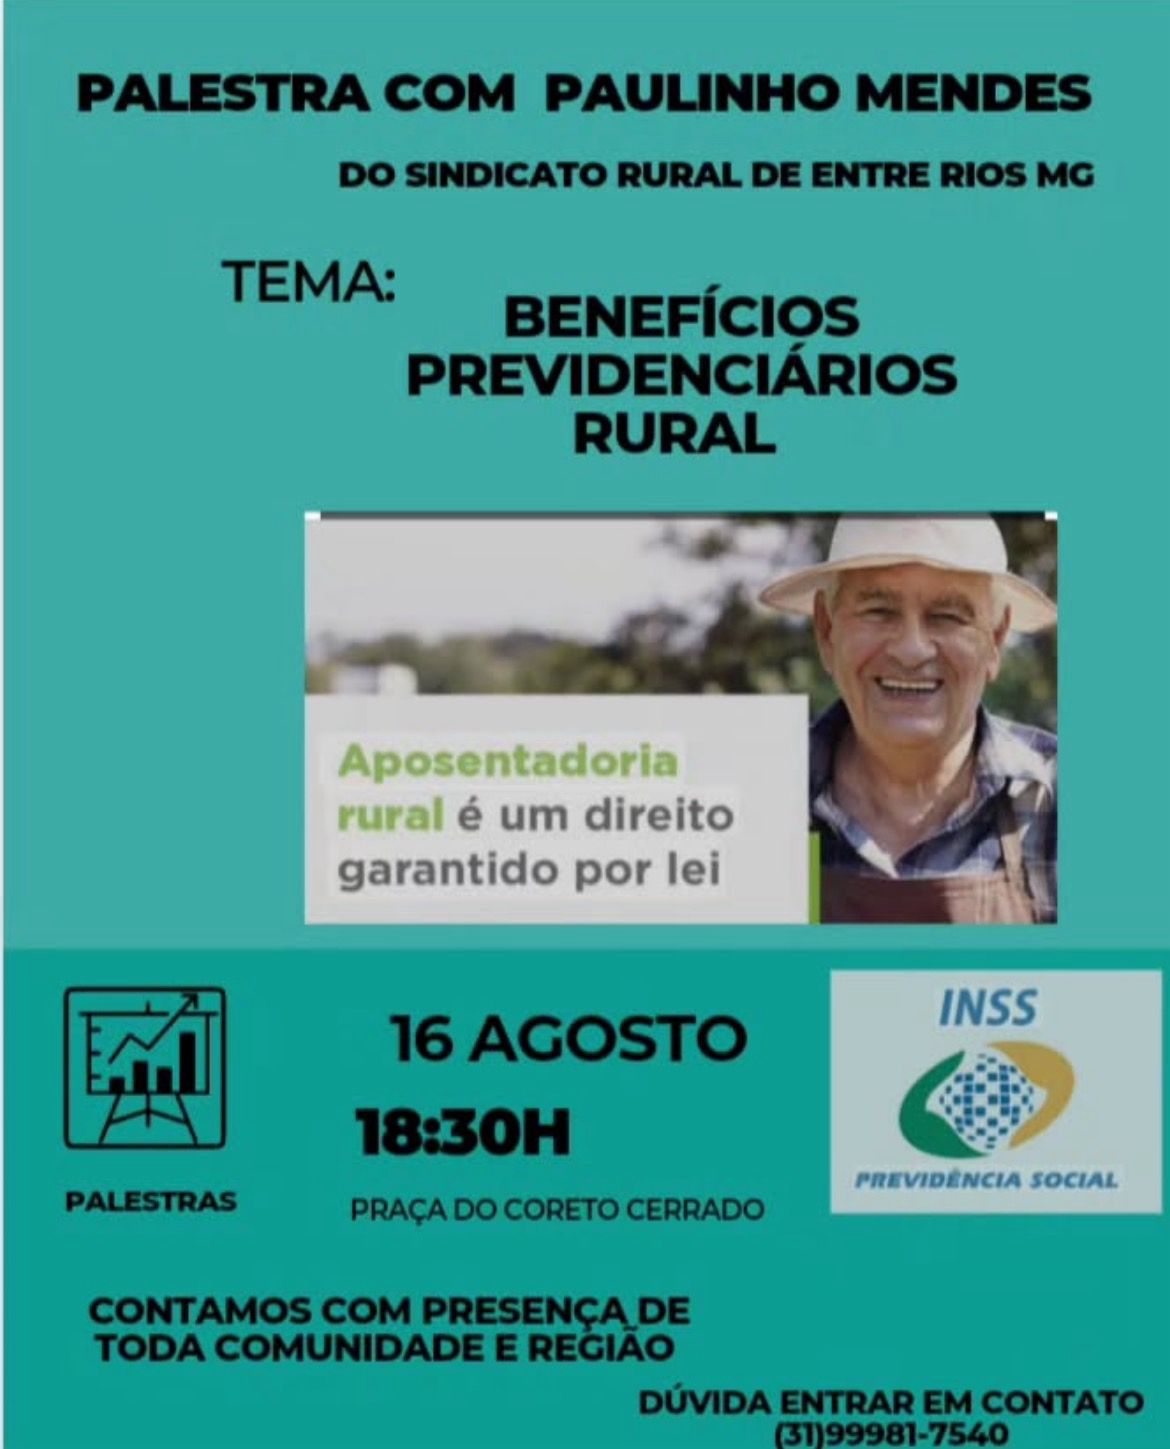 PALESTRA COM PAULINHO MENDES
DO SINDICATO RURAL DE ENTRE RIOS MG
TEMA:
BENEFÍCIOS
PREVIDENCIÁRIOS
RURAL
Aposentadoria
rural é um direito
garantido por lei
PALESTRAS
16 AGOSTO
18:30H
PRAÇA DO CORETO CERRADO
INSS
PREVIDÊNCIA SOCIAL
CONTAMOS COM PRESENÇA DE
TODA COMUNIDADE E REGIÃO
DÚVIDA ENTRAR EM CONTATO
(31)99981-7540